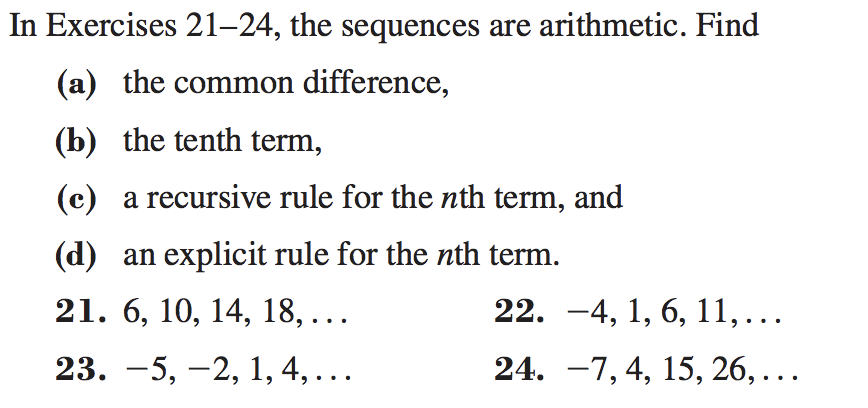 In Exercises 21–24, the sequences are arithmetic. Find
(a) the common difference,
(b) the tenth term,
(c) a recursive rule for the nth term, and
(d) an explicit rule for the nth term.
21. 6, 10, 14, 18, . . .
22. −4, 1, 6, 11, . . .
23. −5, −2, 1, 4, . . .
24. −7, 4, 15, 26, . . .